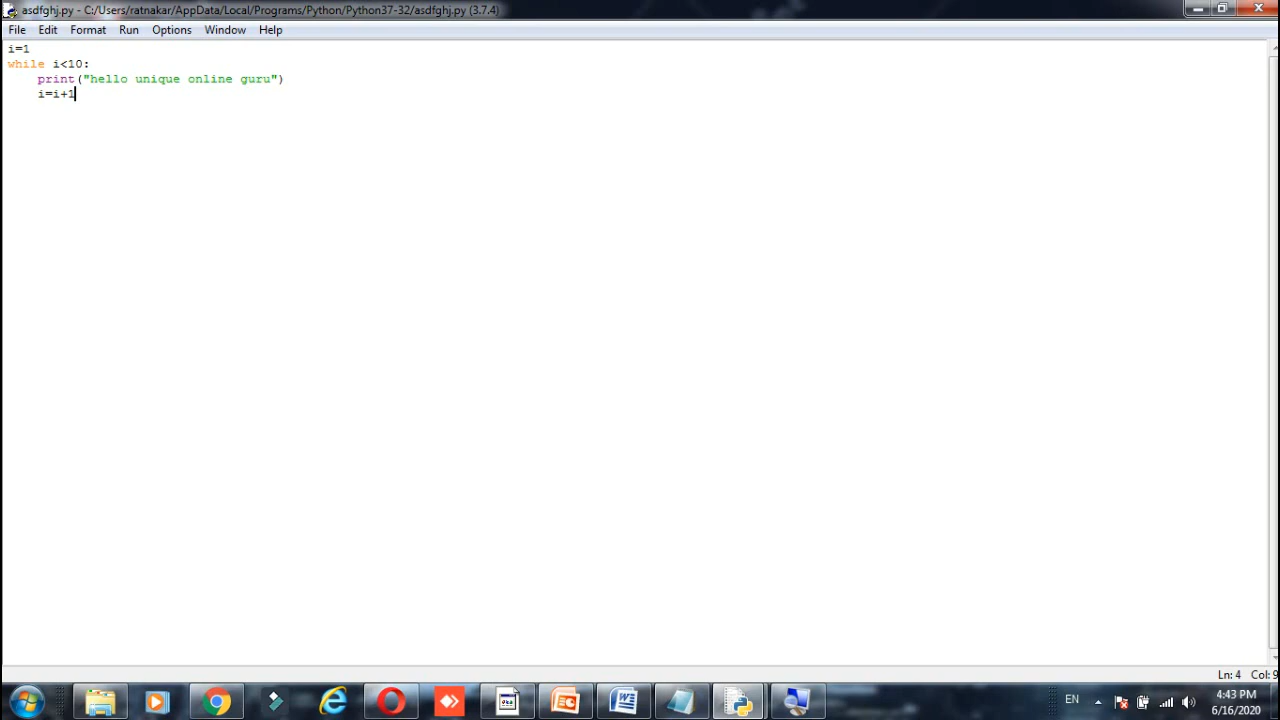 asdfghj.py - C:/Users/ratnakar/AppData/Local/Programs/Python/Python37-32/asdfghj.py (3.7.4)
File Edit Format Run Options Window Help
i=1
while i<10:
    print("hello unique online guru")
    i=i+1
Ln: 4 Col: 9
EN
4:43 PM
6/16/2020